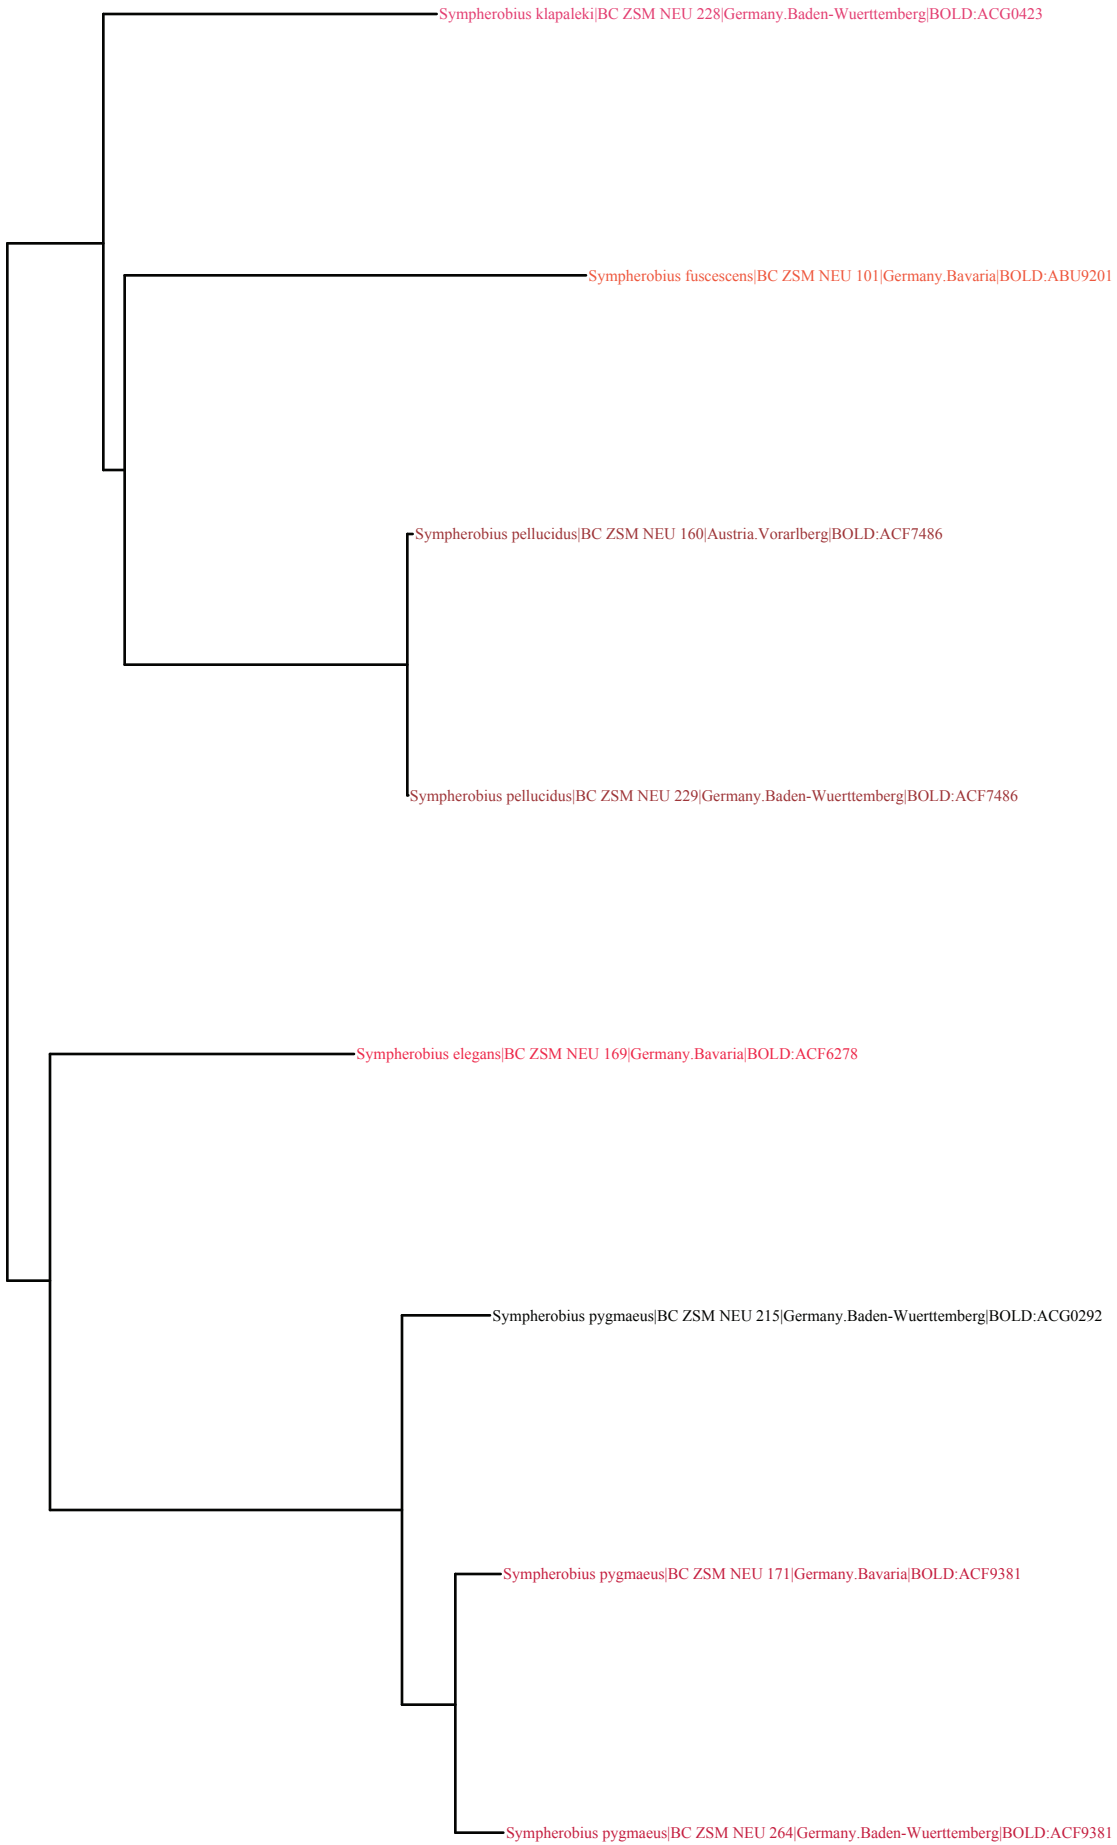 Sympherobius klapaleki|BC ZSM NEU 228|Germany.Baden-Wuerttemberg|BOLD:ACG0423
Sympherobius fuscescens|BC ZSM NEU 101|Germany.Bavaria|BOLD:ABU9201
Sympherobius pellucidus|BC ZSM NEU 160|Austria.Vorarlberg|BOLD:ACF7486
Sympherobius pellucidus|BC ZSM NEU 229|Germany.Baden-Wuerttemberg|BOLD:ACF7486
Sympherobius elegans|BC ZSM NEU 169|Germany.Bavaria|BOLD:ACF6278
Sympherobius pygmaeus|BC ZSM NEU 215|Germany.Baden-Wuerttemberg|BOLD:ACG0292
Sympherobius pygmaeus|BC ZSM NEU 171|Germany.Bavaria|BOLD:ACF9381
Sympherobius pygmaeus|BC ZSM NEU 264|Germany.Baden-Wuerttemberg|BOLD:ACF9381